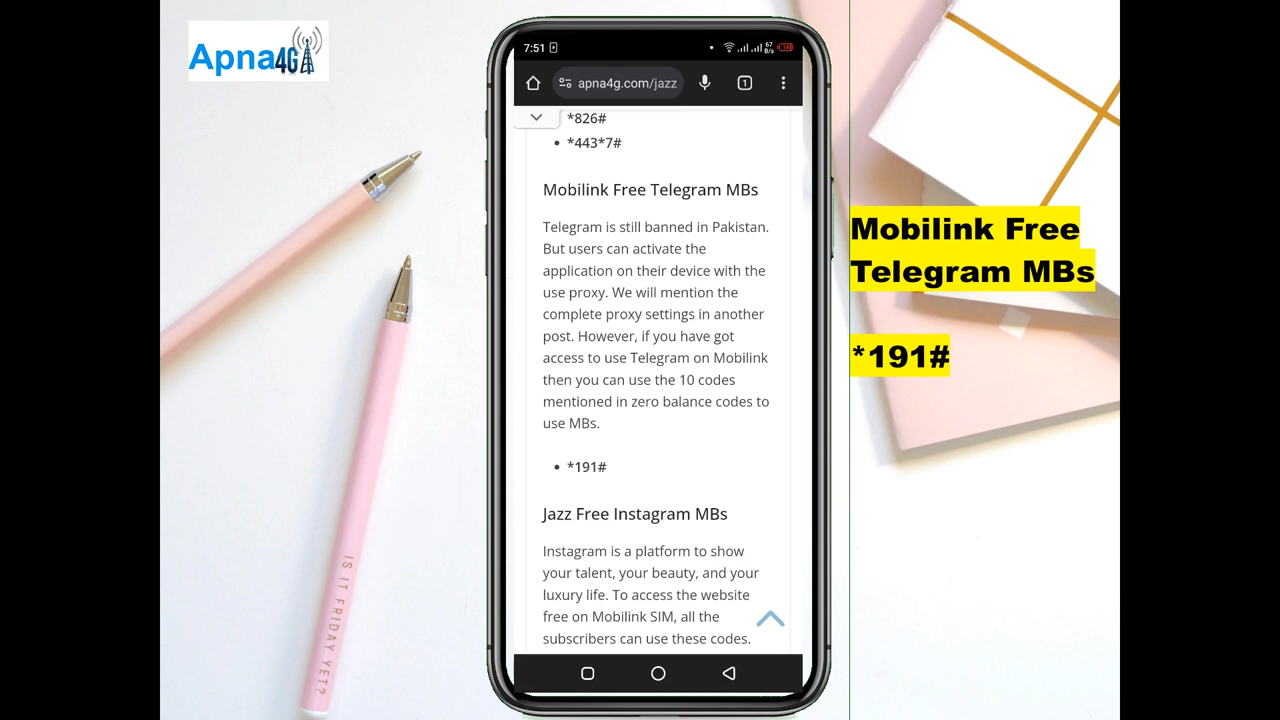 Apna4G
7:51
67
B/s
apna4g.com/jazz
1
*826#
• *443*7#
Mobilink Free Telegram MBs
Telegram is still banned in Pakistan.
But users can activate the
application on their device with the
use proxy. We will mention the
complete proxy settings in another
post. However, if you have got
access to use Telegram on Mobilink
then you can use the 10 codes
mentioned in zero balance codes to
use MBs.
• *191#
Jazz Free Instagram MBs
Instagram is a platform to show
your talent, your beauty, and your
luxury life. To access the website
free on Mobilink SIM, all the
subscribers can use these codes.
Mobilink Free
Telegram MBs
*191#
IS IT FRIDAY YET?